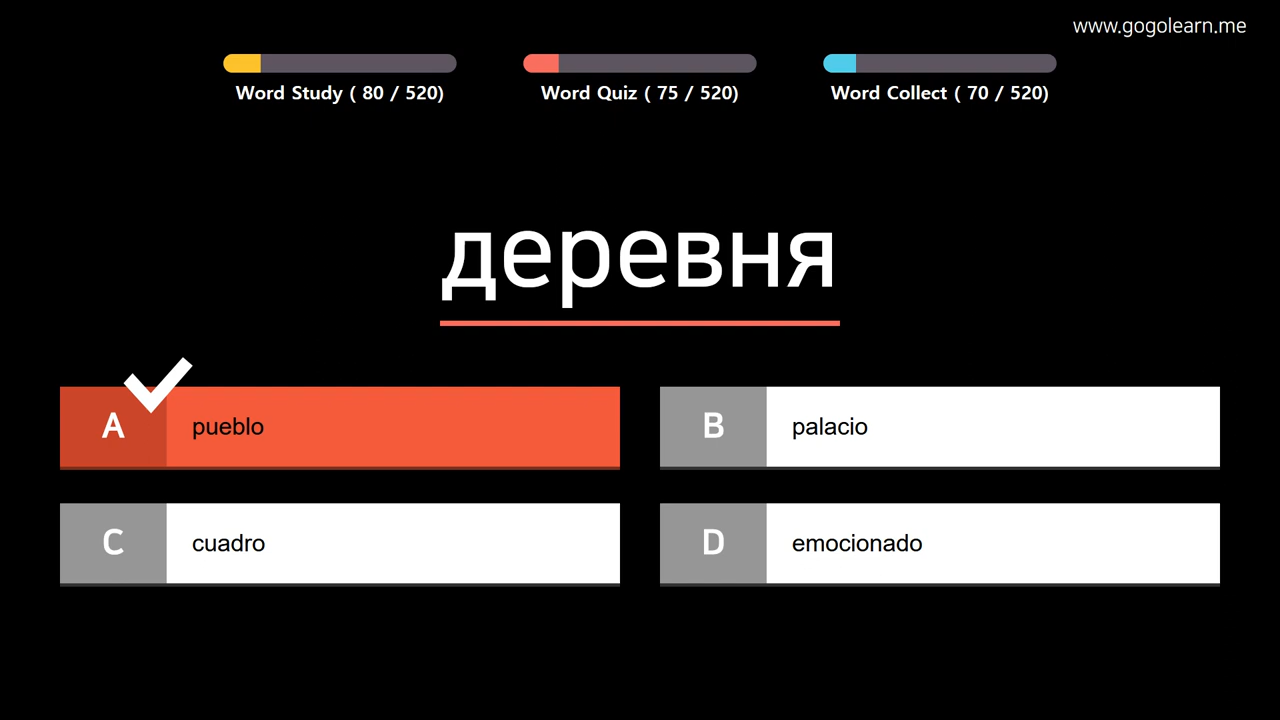 www.gogolearn.me
Word Study ( 80 / 520)
Word Quiz ( 75 / 520)
Word Collect ( 70 / 520)
деревня
A pueblo
B palacio
C cuadro
D emocionado